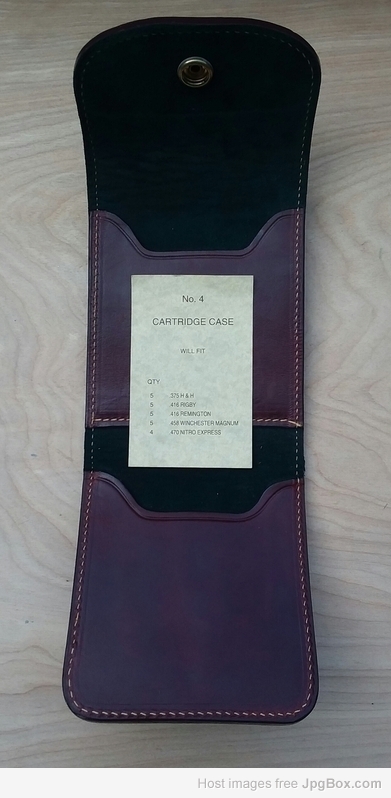 No. 4
CARTRIDGE CASE
WILL FIT
QTY
5 375 H & H
5 .416 RIGBY
5 .416 REMINGTON
5 .458 WINCHESTER MAGNUM
4 .470 NITRO EXPRESS
Host images free JpgBox.com